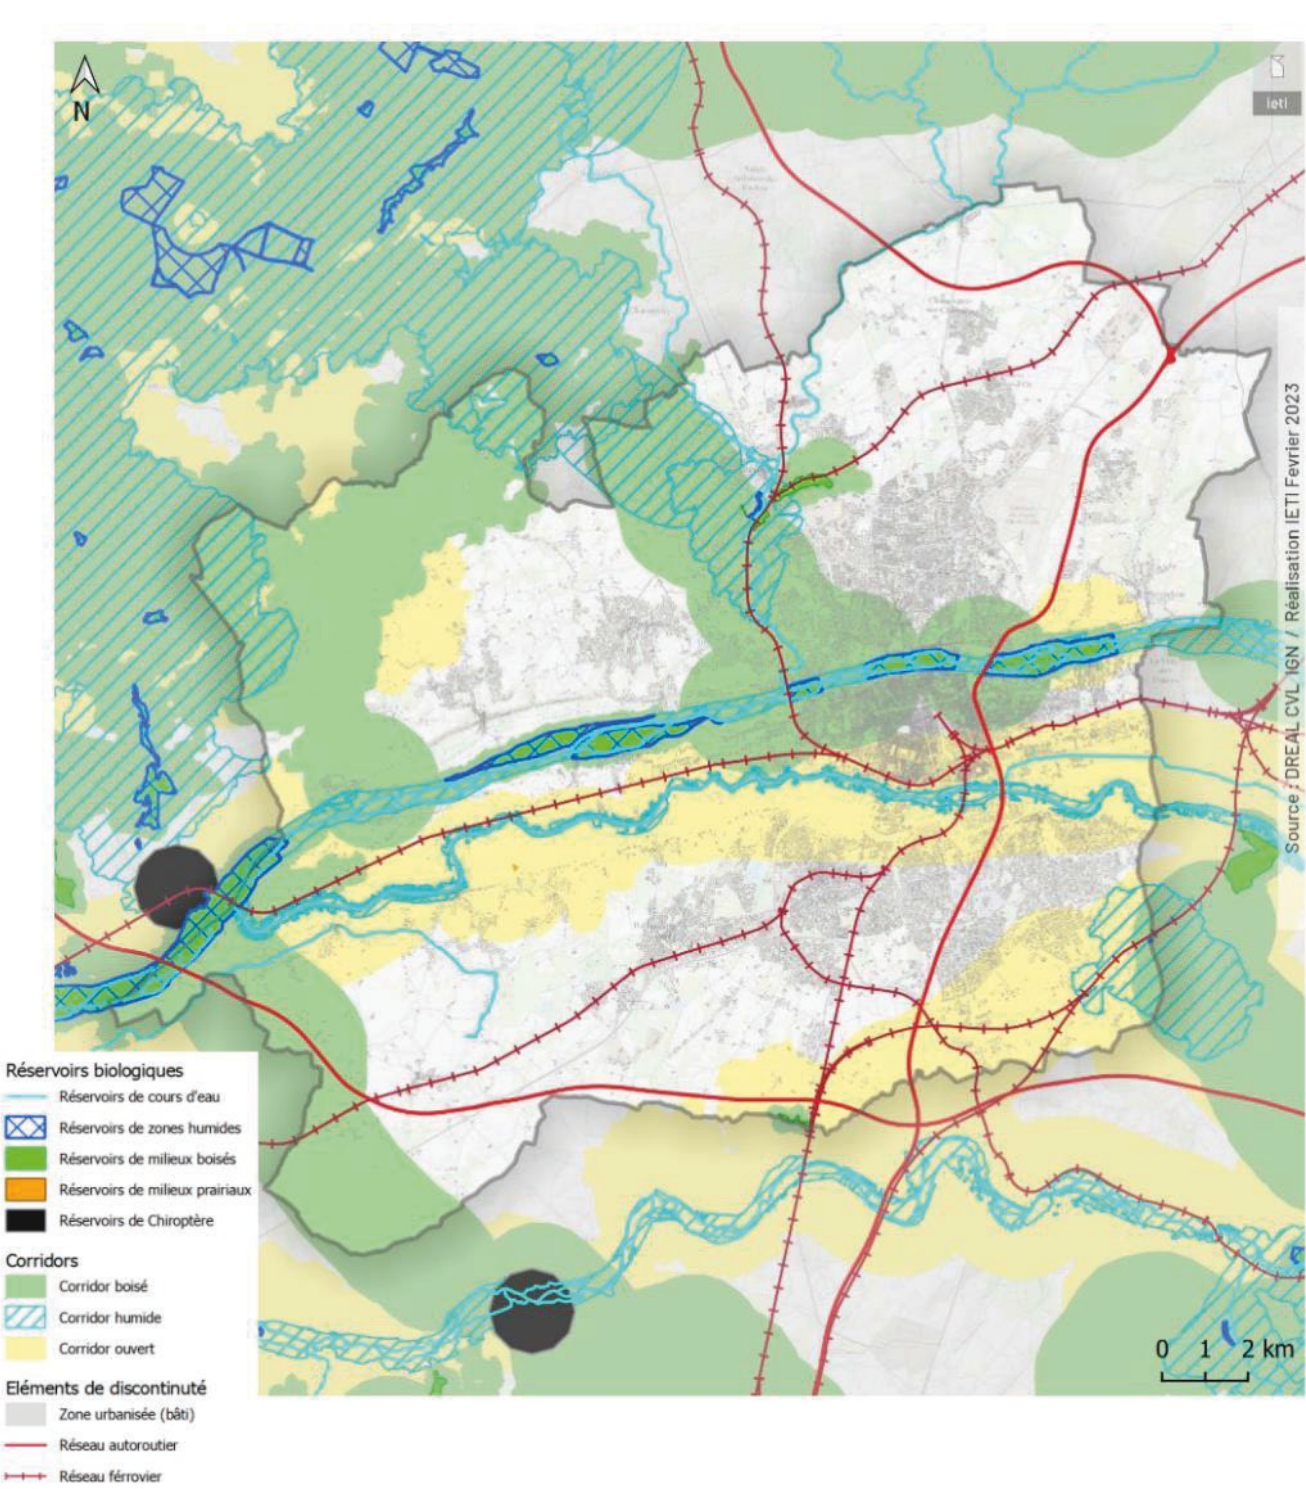 N
ieti
Source : DREAL CVL IGN / Réalisation IETI Fevrier 2023
Réservoirs biologiques
Réservoirs de cours d'eau
Réservoirs de zones humides
Réservoirs de milieux boisés
Réservoirs de milieux prairiaux
Réservoirs de Chiroptère
Corridors
Corridor boisé
Corridor humide
Corridor ouvert
Eléments de discontinuté
Zone urbanisée (bâti)
Réseau autoroutier
Réseau férrovier
0 1 2 km